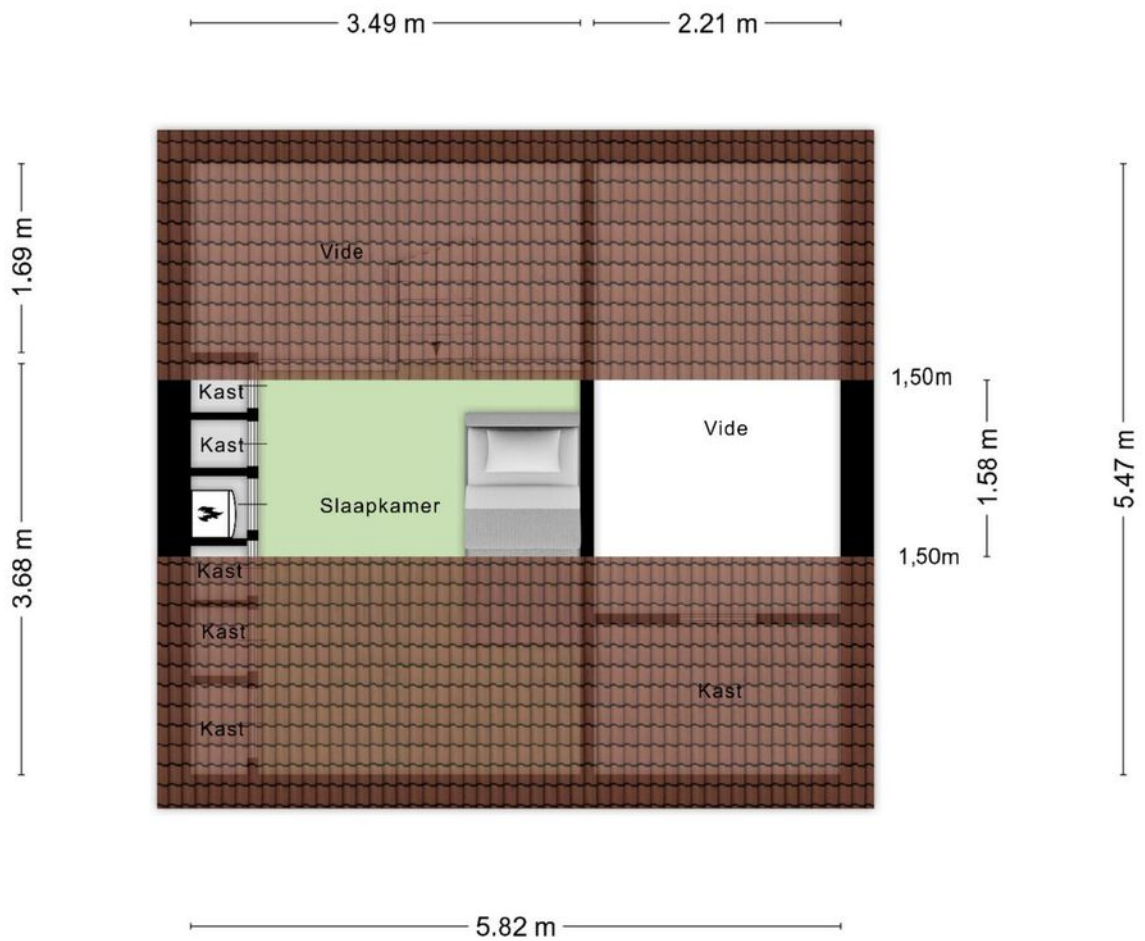 3.49 m
2.21 m
1.69 m
Vide
1,50m
Kast
Vide
Kast
1.58 m
5.47 m
Slaapkamer
3.68 m
1,50m
Kast
Kast
Kast
Kast
5.82 m